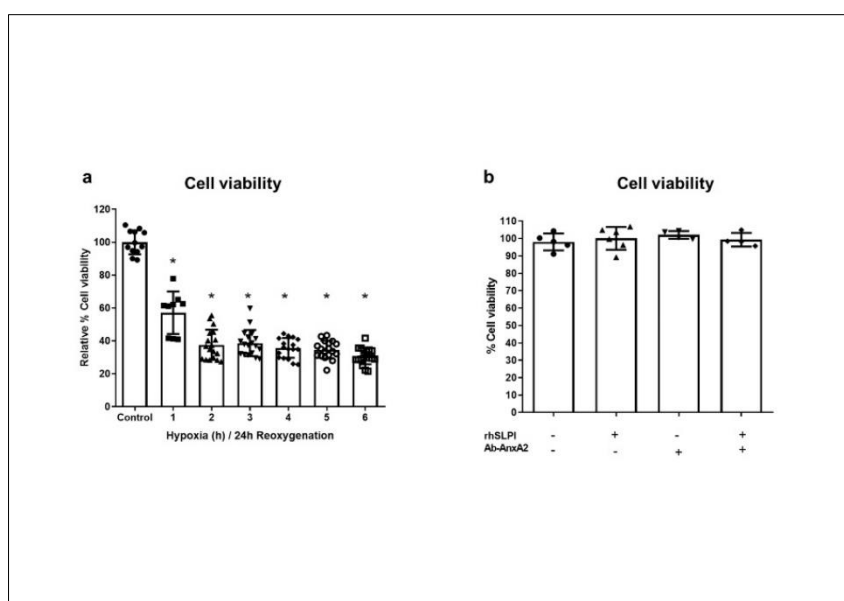 a
Cell viability
Relative % Cell viability
120
100
80
60
40
20
0
* * * * * *
Control 1 2 3 4 5 6
Hypoxia (h) / 24h Reoxygenation
b
Cell viability
% Cell viability
110
100
90
80
70
60
50
40
30
20
10
0
rhSLPI - + - +
Ab-AnxA2 - - + +